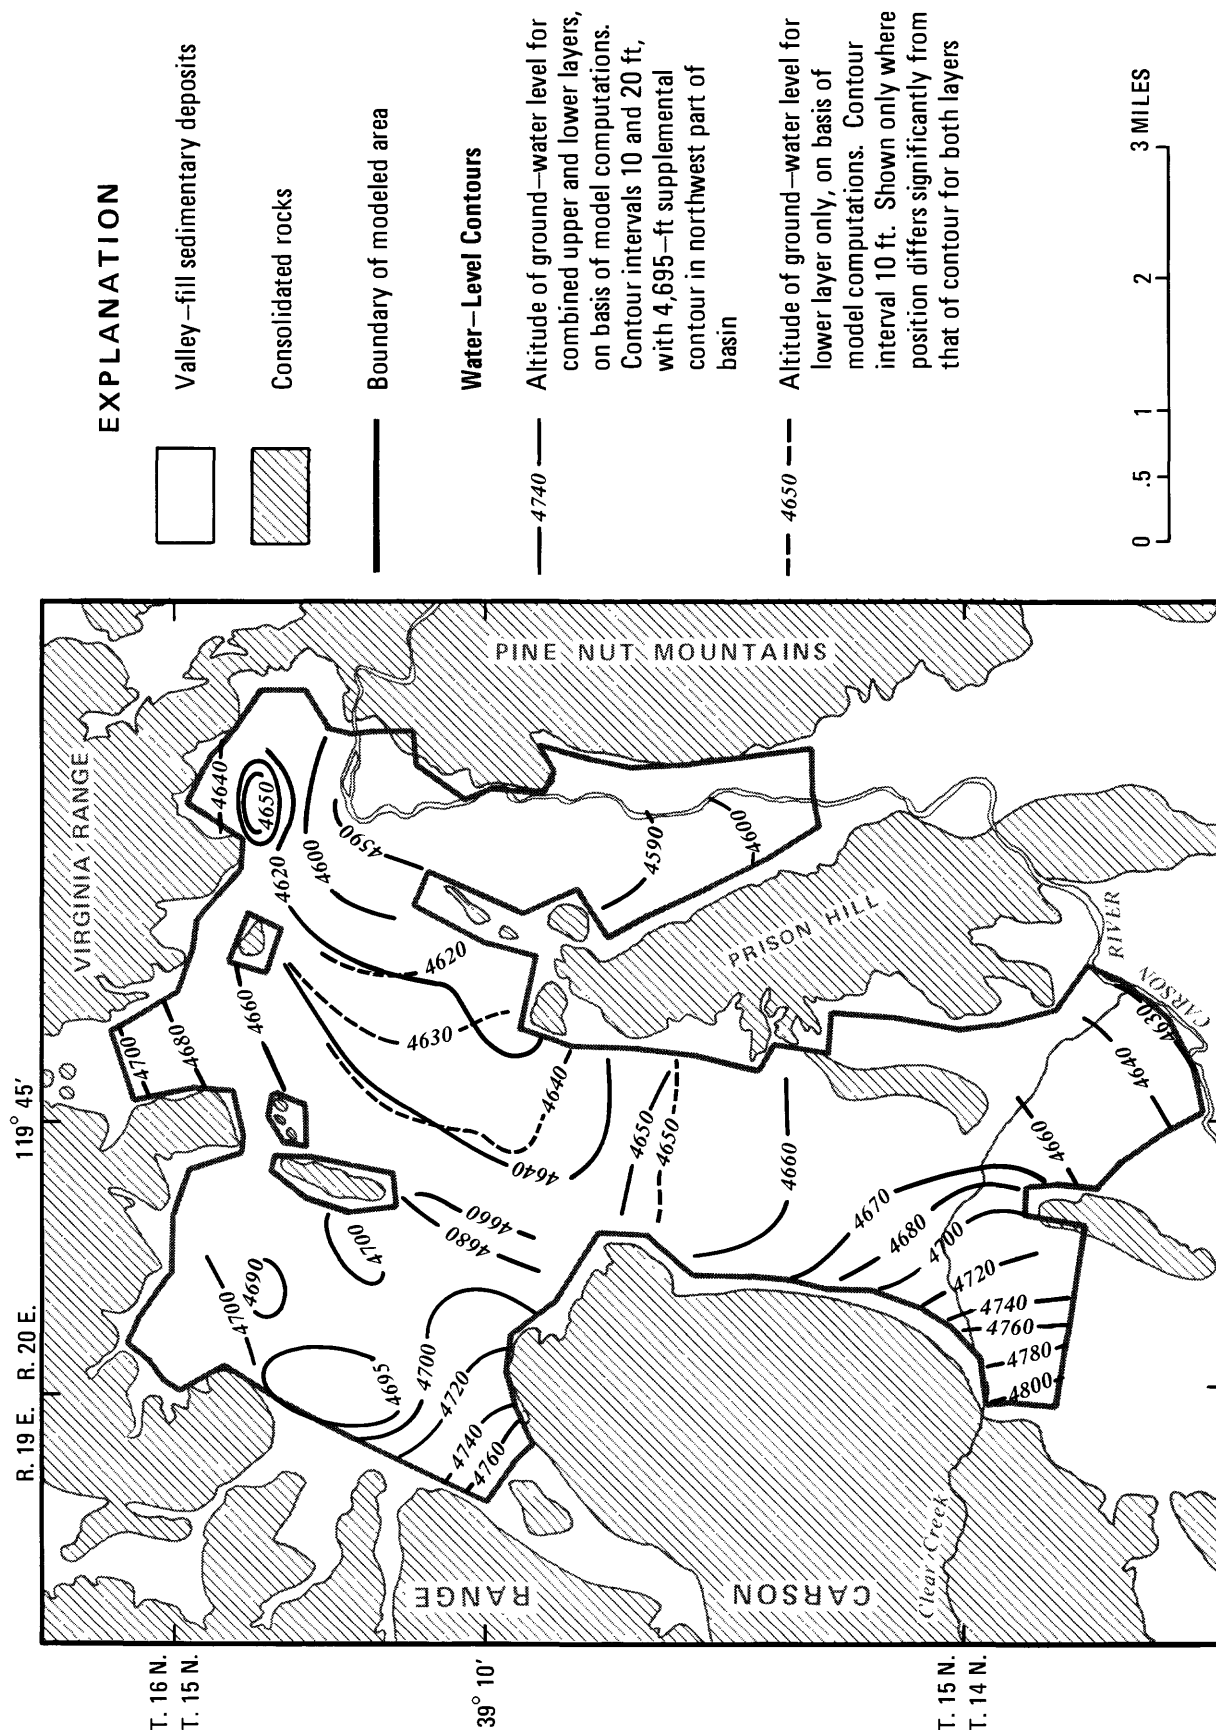 EXPLANATION
Valley-fill sedimentary deposits
Consolidated rocks
Boundary of modeled area
Water-Level Contours
4740
Altitude of ground-water level for
combined upper and lower layers,
on basis of model computations.
Contour intervals 10 and 20 ft,
with 4,695-ft supplemental
contour in northwest part of
basin
4650
Altitude of ground-water level for
lower layer only, on basis of
model computations. Contour
interval 10 ft. Shown only where
position differs significantly from
that of contour for both layers
0 .5 1 2 3 MILES
R. 19 E. R. 20 E.
119° 45'
T. 16 N.
T. 15 N.
39° 10'
T. 15 N.
T. 14 N.
VIRGINIA RANGE
PINE NUT MOUNTAINS
PRISON HILL
CARSON
RANGE
CARSON
RIVER
Clear Creek
4640
4650
4620
4600
4590
4590
4600
4620
4630
4660
4680
4700
4640
4640
4650
4650
4660
4660
4680
4700
4690
4700
4695
4700
4720
4740
4760
4670
4680
4700
4720
4740
4760
4780
4800
4660
4640
4630